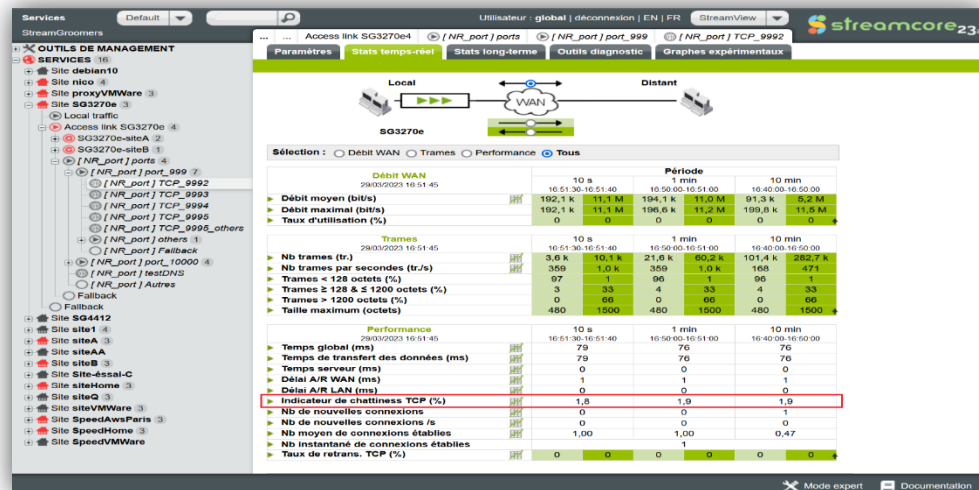 Services Default Utilisateur : global | déconnexion | EN | FR StreamView streamcore23
StreamGroomers
OUTILS DE MANAGEMENT
SERVICES 16
Site debian10
Site nico 4
Site proxyVMWare 3
Site SG3270e 3
Local traffic
Access link SG3270e 4
SG3270e-siteA 2
SG3270e-siteB 1
[ NR_port ] ports 4
[ NR_port ] port_999 7
[ NR_port ] TCP_9992
[ NR_port ] TCP_9993
[ NR_port ] TCP_9994
[ NR_port ] TCP_9995
[ NR_port ] TCP_9995_others
[ NR_port ] others 1
[ NR_port ] Fallback
[ NR_port ] port_10000 4
[ NR_port ] testDNS
[ NR_port ] Autres
Fallback
Fallback
Site SG4412
Site site1 4
Site siteA 3
Site siteAA
Site siteB 3
Site Site-éssai-C
Site siteHome 3
Site siteQ 3
Site siteVMWare 3
Site SpeedAwsParis 3
Site SpeedHome 3
Site SpeedVMWare
... ... Access link SG3270e [ NR_port ] ports [ NR_port ] port_999 [ NR_port ] TCP_9992
Paramètres Stats temps-réel Stats long-terme Outils diagnostic Graphes expérimentaux
Local Distant
WAN
SG3270e
Sélection : Débit WAN Trames Performance Tous
Débit WAN Période
29/03/2023 16:51:45 10 s 1 min 10 min
16:51:30-16:51:40 16:50:00-16:51:00 16:40:00-16:50:00
Débit moyen (bit/s) 192,1 k 11,1 M 194,1 k 11,0 M 91,3 k 5,2 M
Débit maximal (bit/s) 192,1 k 11,1 M 196,6 k 11,2 M 199,8 k 11,5 M
Taux d'utilisation (%) 0 0 0 0 0 0
Trames 10 s 1 min 10 min
29/03/2023 16:51:45 16:51:30-16:51:40 16:50:00-16:51:00 16:40:00-16:50:00
Nb trames (tr.) 3,6 k 10,1 k 21,6 k 60,2 k 101,4 k 282,7 k
Nb trames par secondes (tr./s) 359 1,0 k 359 1,0 k 168 471
Trames < 128 octets (%) 97 1 96 1 96 1
Trames ≥ 128 & ≤ 1200 octets (%) 3 33 4 33 4 33
Trames > 1200 octets (%) 0 66 0 66 0 66
Taille maximum (octets) 480 1500 480 1500 480 1500
Performance 10 s 1 min 10 min
29/03/2023 16:51:45 16:51:30-16:51:40 16:50:00-16:51:00 16:40:00-16:50:00
Temps global (ms) 79 76 76
Temps de transfert des données (ms) 79 76 76
Temps serveur (ms) 0 0 0
Délai A/R WAN (ms) 1 1 1
Délai A/R LAN (ms) 0 0 0
Indicateur de chattiness TCP (%) 1,8 1,9 1,9
Nb de nouvelles connexions 0 0 1
Nb de nouvelles connexions /s 0 0 0
Nb moyen de connexions établies 1,00 1,00 0,47
Nb instantané de connexions établies 1
Taux de retrans. TCP (%) 0 0 0 0 0 0
Mode expert Documentation